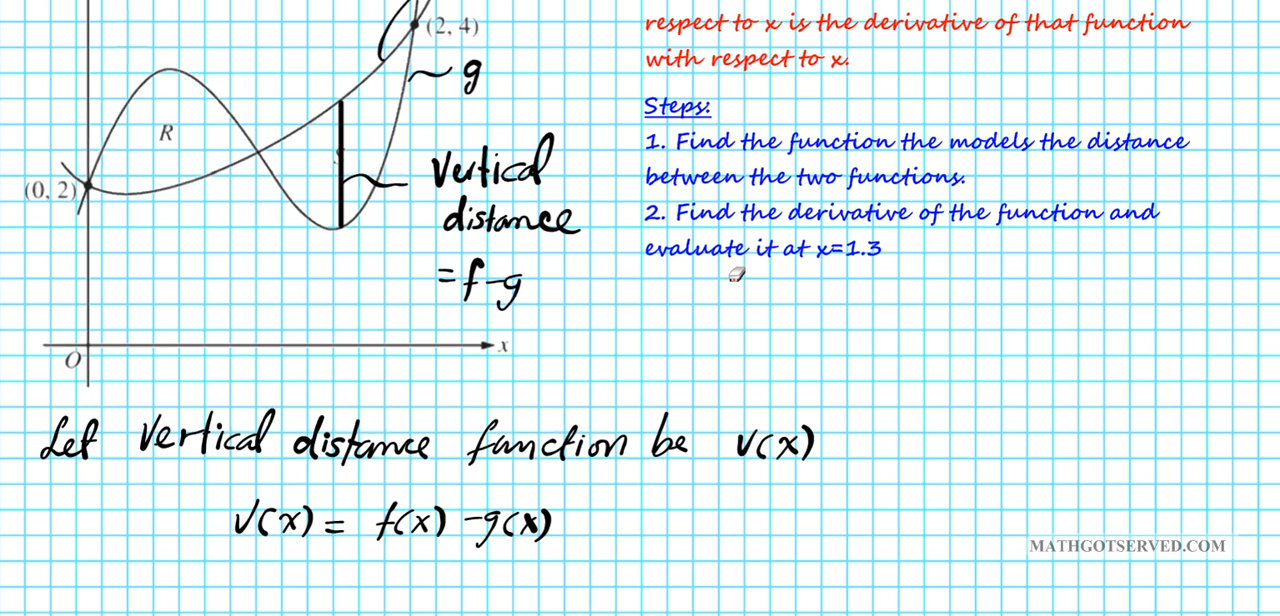 respect to x is the derivative of that function
with respect to x.
(2, 4)
g
Steps:
1. Find the function the models the distance
between the two functions.
2. Find the derivative of the function and
evaluate it at x=1.3
R
(0, 2)
Vertical
distance
= f - g
x
O
Let vertical distance function be V(x)
V(x) = f(x) - g(x)
MATHGOTSERVED.COM